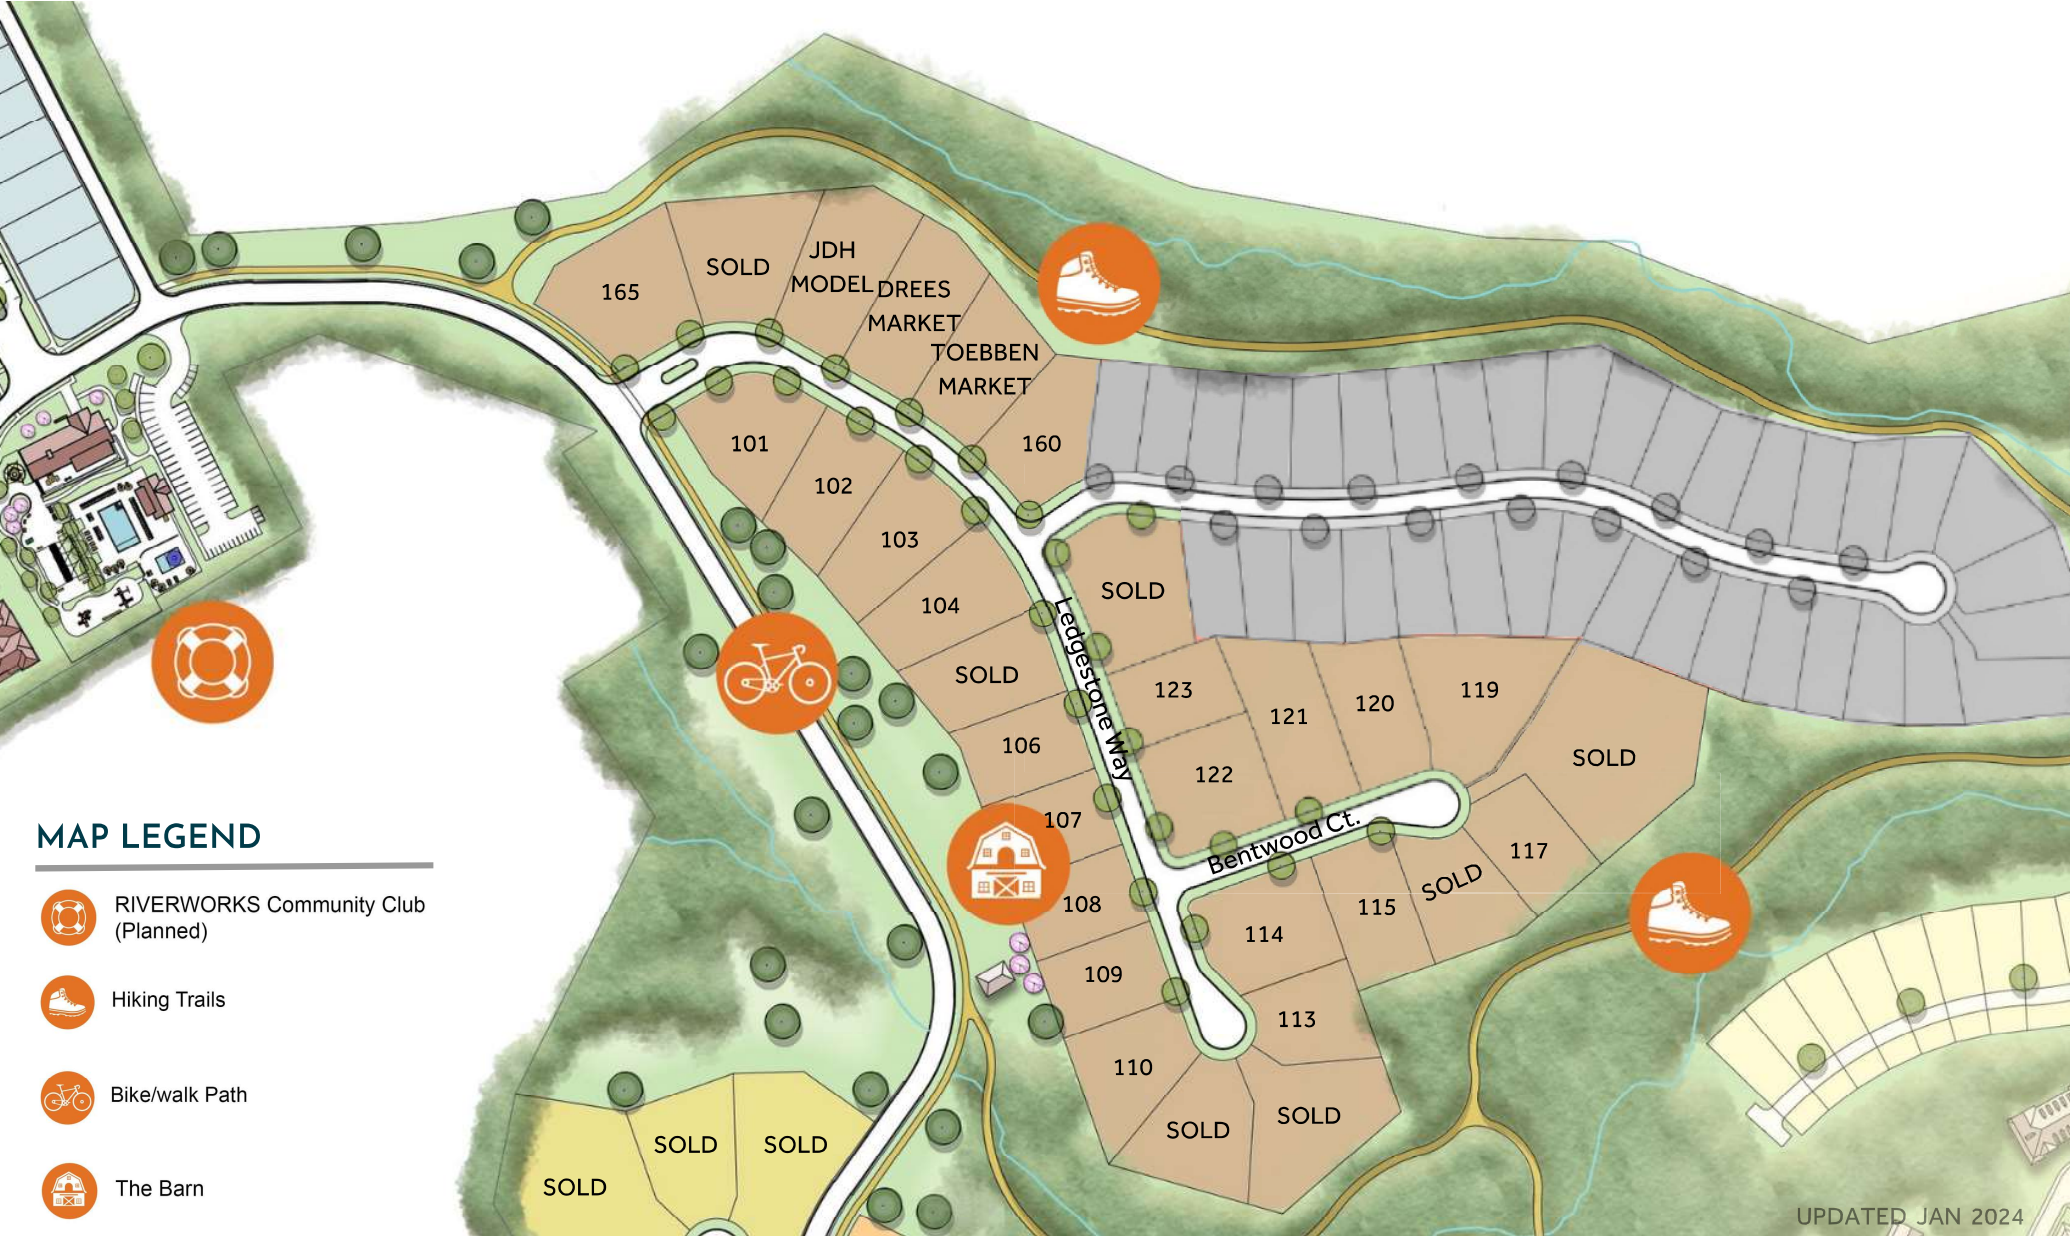 JDH
MODEL
SOLD
165
DREES
MARKET
TOEBBEN
MARKET
160
101
102
103
104
SOLD
SOLD
Ledgestone Way
123
121
120
119
SOLD
106
122
107
Bentwood Ct.
117
SOLD
115
108
114
109
113
110
SOLD
SOLD
MAP LEGEND
RIVERWORKS Community Club
(Planned)
Hiking Trails
Bike/walk Path
The Barn
SOLD
SOLD
SOLD
UPDATED JAN 2024